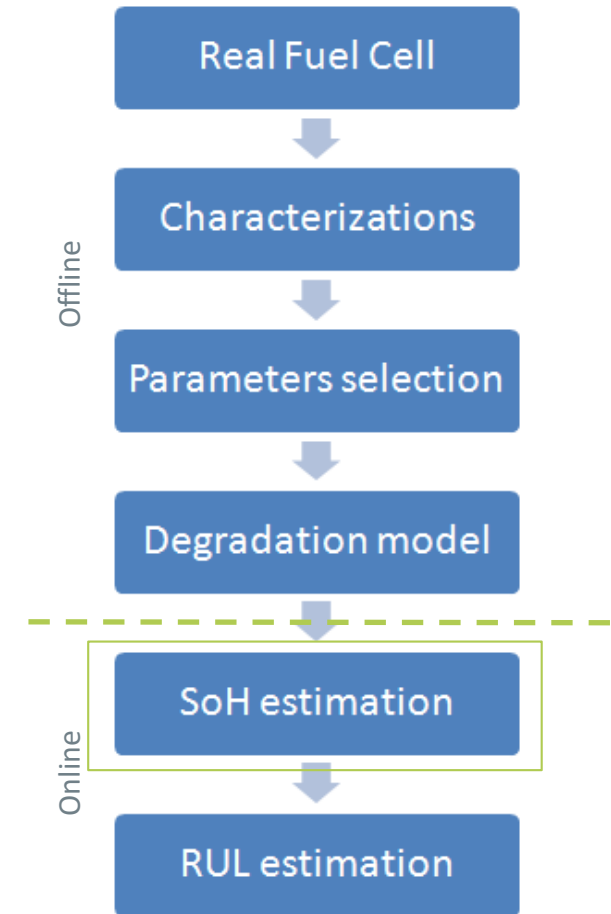 Real Fuel Cell
Characterizations
Offline
Parameters selection
Degradation model
SoH estimation
Online
RUL estimation